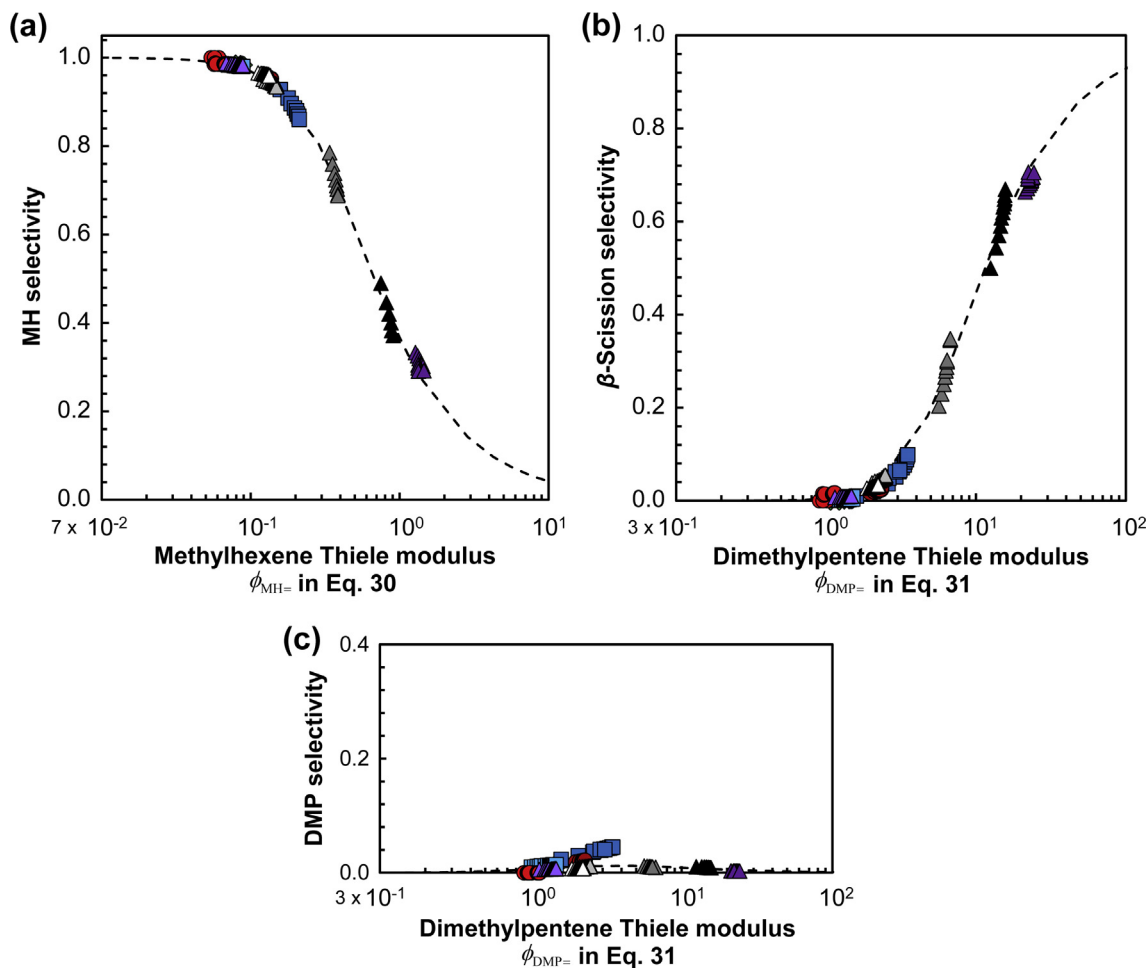 (a)
1.0
0.8
0.6
0.4
0.2
0.0
MH selectivity
7 x 10-2
10-1
100
101
Methylhexene Thiele modulus
ϕMH= in Eq. 30
(b)
1.0
0.8
0.6
0.4
0.2
0.0
β-Scission selectivity
3 x 10-1
100
101
102
Dimethylpentene Thiele modulus
ϕDMP= in Eq. 31
(c)
0.4
0.2
0.0
DMP selectivity
3 x 10-1
100
101
102
Dimethylpentene Thiele modulus
ϕDMP= in Eq. 31